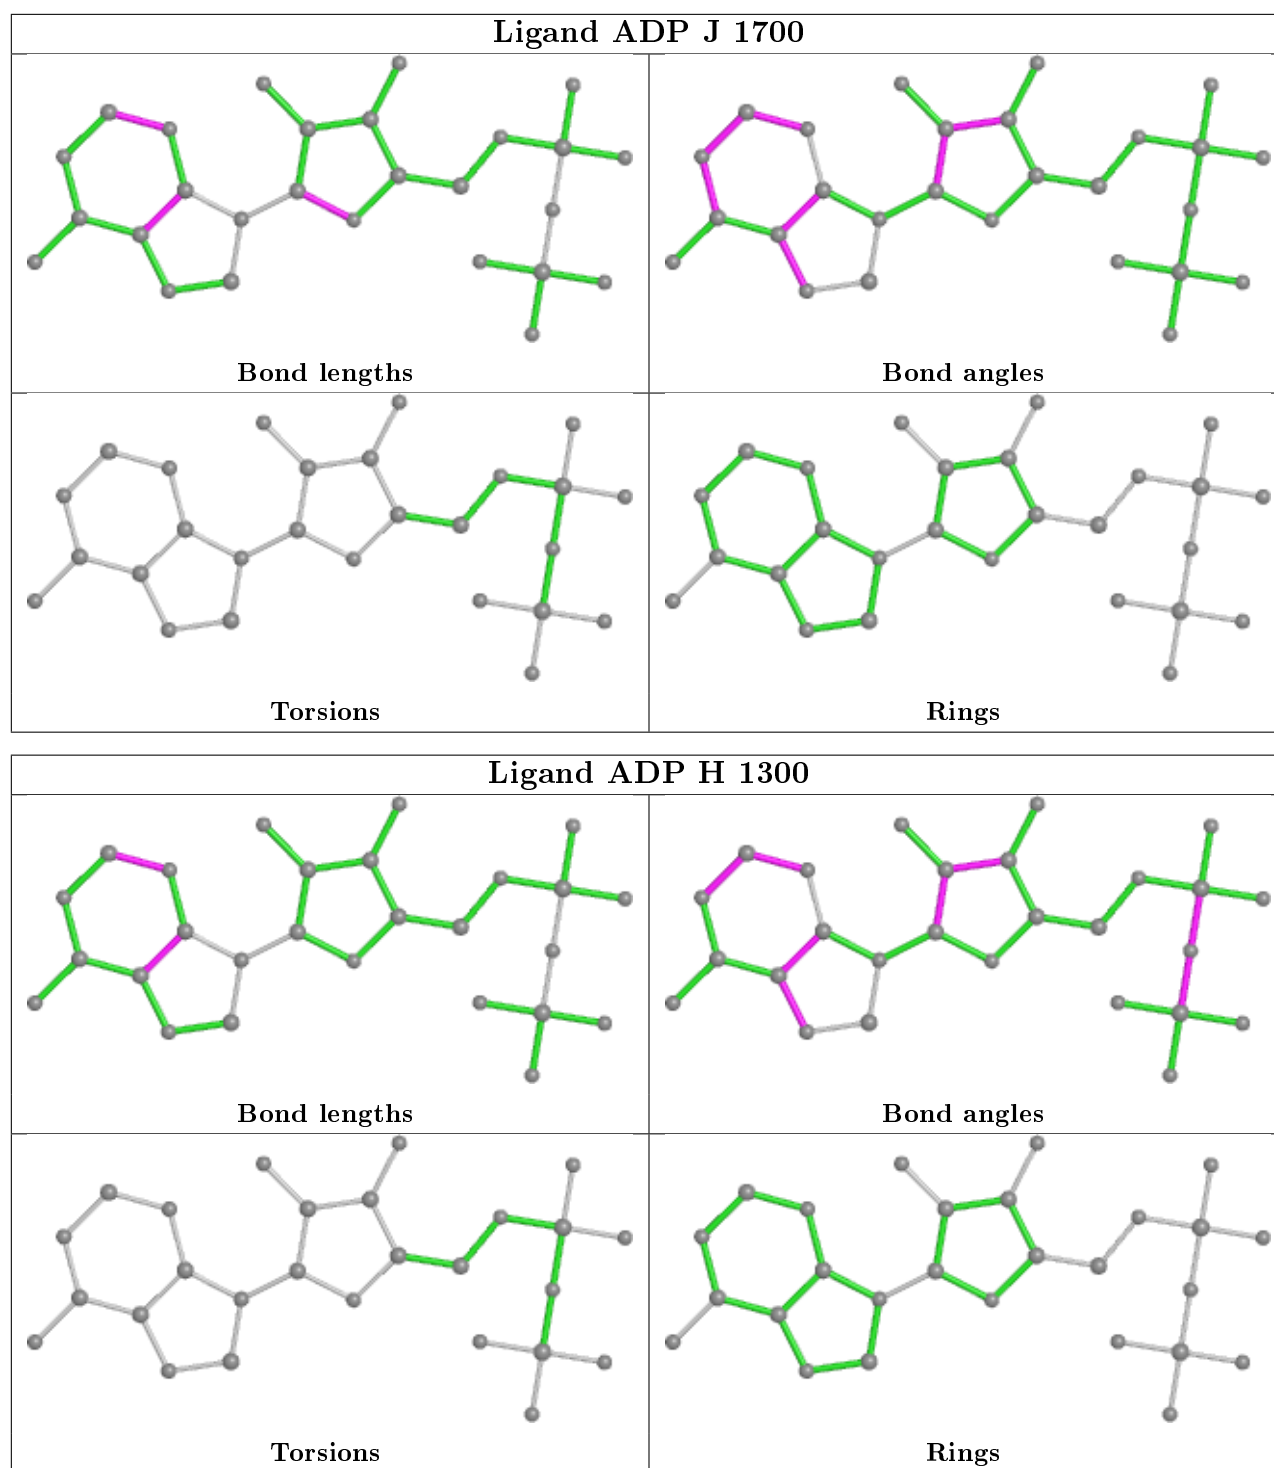 Ligand ADP J 1700
Bond lengths
Bond angles
Torsions
Rings
Ligand ADP H 1300
Bond lengths
Bond angles
Torsions
Rings